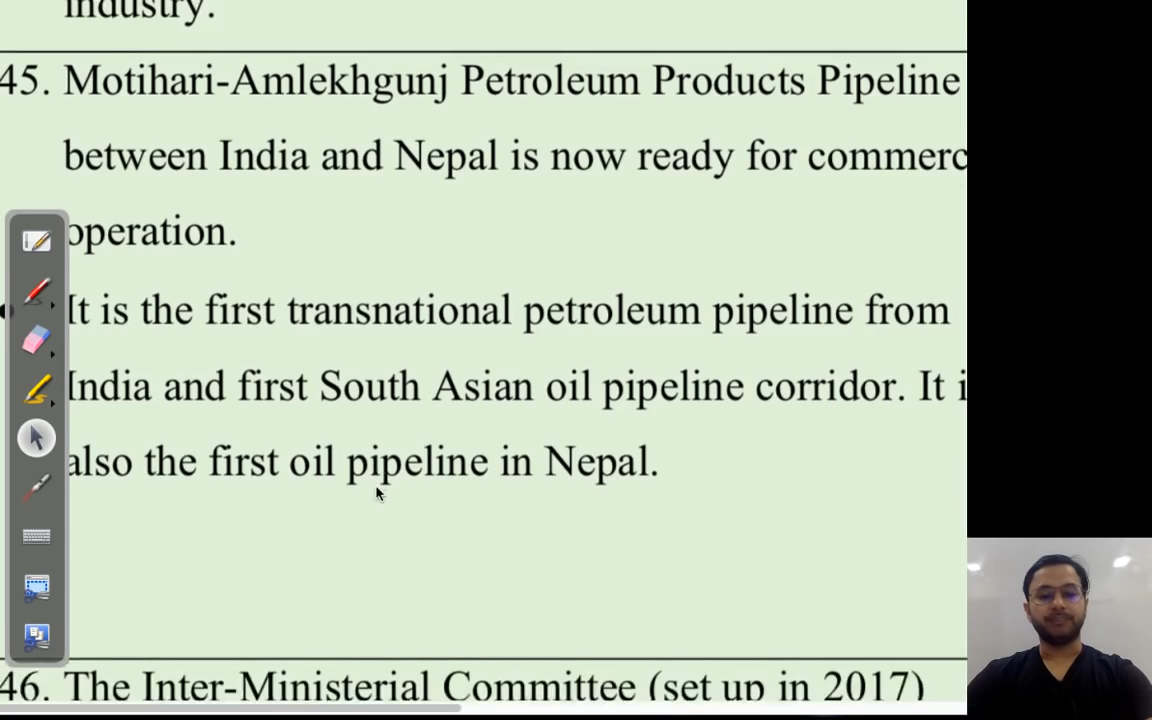 industry.
45. Motihari-Amlekhgunj Petroleum Products Pipeline
between India and Nepal is now ready for commerc
operation.
It is the first transnational petroleum pipeline from
India and first South Asian oil pipeline corridor. It i
also the first oil pipeline in Nepal.
46. The Inter-Ministerial Committee (set up in 2017)